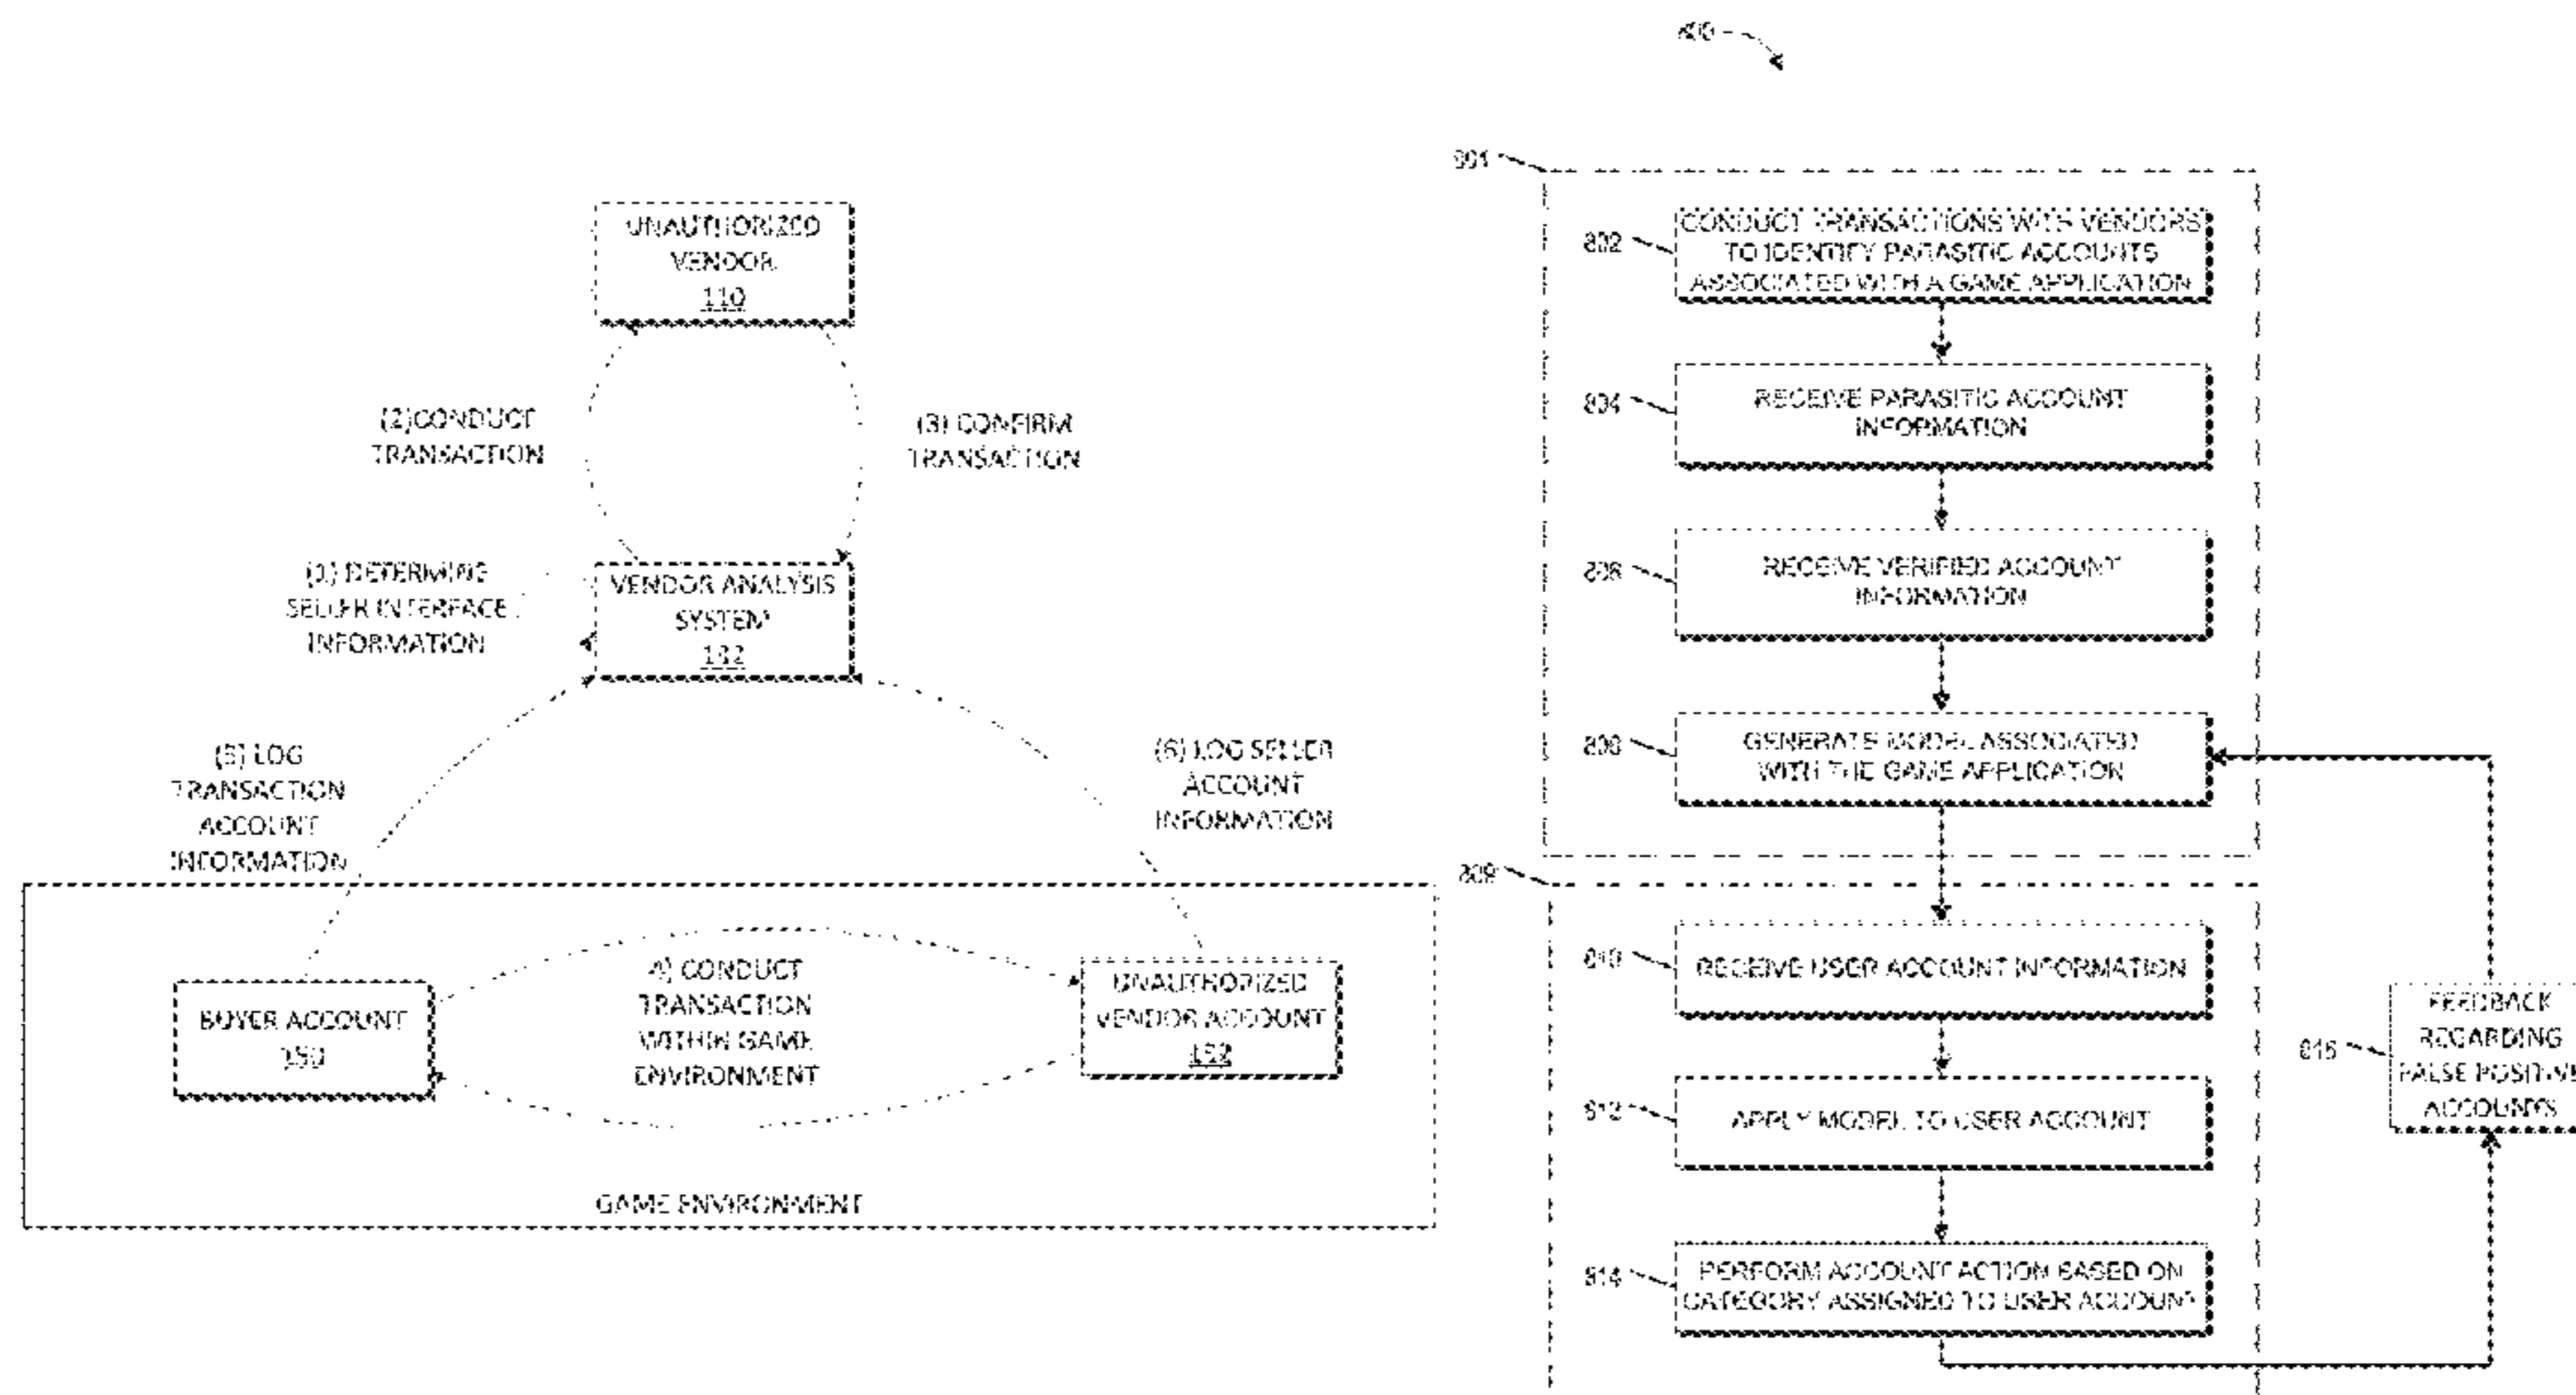 UNAUTHORIZED
VENDOR
110
(2)CONDUCT
TRANSACTION
(3) CONFIRM
TRANSACTION
(1) DETERMINE
SELLER INTERFACE
INFORMATION
VENDOR ANALYSIS
SYSTEM
142
(5) LOG
TRANSACTION
ACCOUNT
INFORMATION
(6) LOG SELLER
ACCOUNT
INFORMATION
BUYER ACCOUNT
150
4) CONDUCT
TRANSACTION
WITHIN GAME
ENVIRONMENT
UNAUTHORIZED
VENDOR ACCOUNT
152
GAME ENVIRONMENT
800
801
802
CONDUCT TRANSACTIONS WITH VENDORS
TO IDENTIFY PARASITIC ACCOUNTS
ASSOCIATED WITH A GAME APPLICATION
804
RECEIVE PARASITIC ACCOUNT
INFORMATION
RECEIVE VERIFIED ACCOUNT
INFORMATION
GENERATE MODEL ASSOCIATED
WITH THE GAME APPLICATION
809
810
RECEIVE USER ACCOUNT INFORMATION
812
APPLY MODEL TO USER ACCOUNT
814
PERFORM ACCOUNT ACTION BASED ON
CATEGORY ASSIGNED TO USER ACCOUNT
FEEDBACK
REGARDING
FALSE POSITIVE
ACCOUNTS